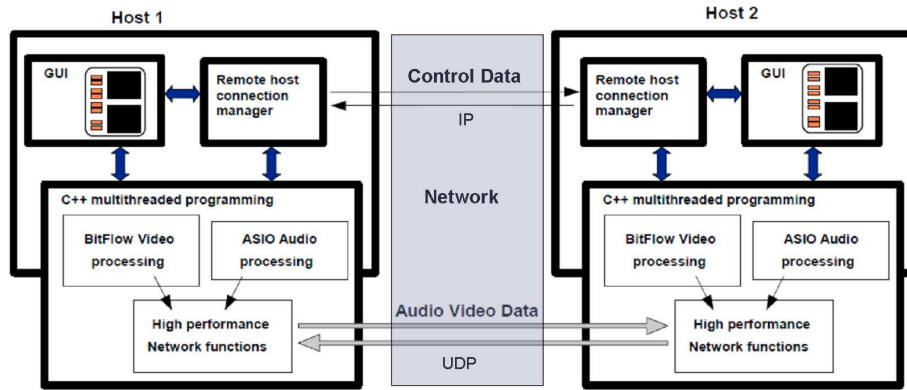 Host 1
GUI
Remote host
connection
manager
C++ multithreaded programming
BitFlow Video
processing
ASIO Audio
processing
High performance
Network functions
Control Data
IP
Network
Audio Video Data
UDP
Host 2
Remote host
connection
manager
GUI
C++ multithreaded programming
BitFlow Video
processing
ASIO Audio
processing
High performance
Network functions